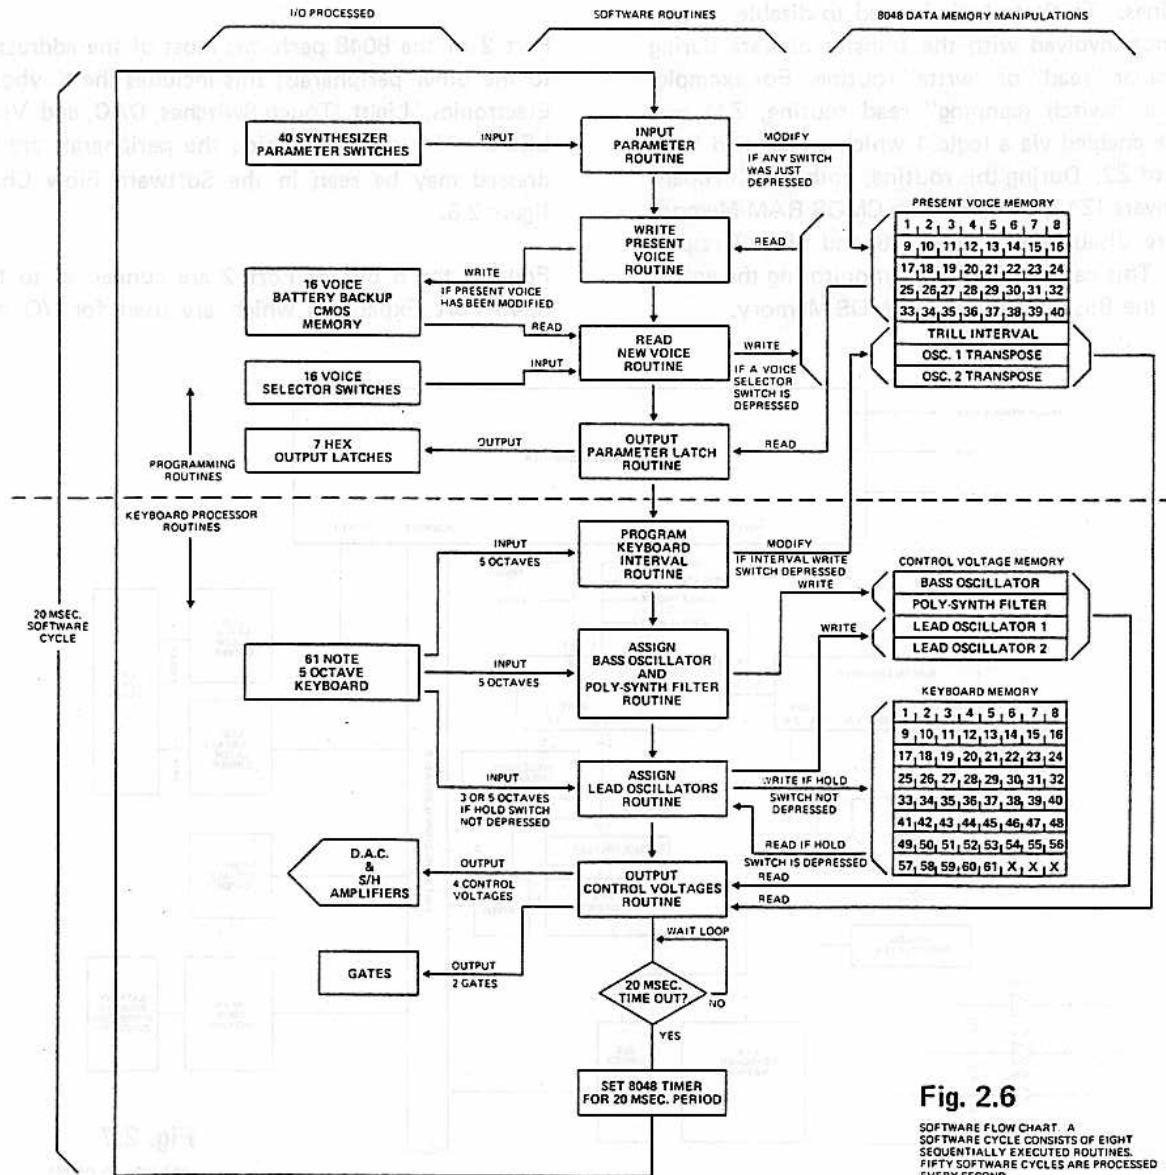 I/O PROCESSED
SOFTWARE ROUTINES
8048 DATA MEMORY MANIPULATIONS
40 SYNTHESIZER
PARAMETER SWITCHES
INPUT
INPUT
PARAMETER
ROUTINE
MODIFY
IF ANY SWITCH
WAS JUST
DEPRESSED
PRESENT VOICE MEMORY
1 2 3 4 5 6 7 8
9 10 11 12 13 14 15 16
17 18 19 20 21 22 23 24
25 26 27 28 29 30 31 32
33 34 35 36 37 38 39 40
TRILL INTERVAL
OSC. 1 TRANSPOSE
OSC. 2 TRANSPOSE
WRITE
PRESENT
VOICE
ROUTINE
READ
WRITE
IF PRESENT VOICE
HAS BEEN MODIFIED
16 VOICE
BATTERY BACKUP
CMOS
MEMORY
READ
READ
NEW VOICE
ROUTINE
WRITE
IF A VOICE
SELECTOR
SWITCH IS
DEPRESSED
16 VOICE
SELECTOR SWITCHES
INPUT
7 HEX
OUTPUT LATCHES
OUTPUT
OUTPUT
PARAMETER LATCH
ROUTINE
READ
PROGRAMMING
ROUTINES
KEYBOARD PROCESSOR
ROUTINES
20 MSEC.
SOFTWARE
CYCLE
INPUT
5 OCTAVES
PROGRAM
KEYBOARD
INTERVAL
ROUTINE
MODIFY
IF INTERVAL WRITE
SWITCH DEPRESSED
WRITE
CONTROL VOLTAGE MEMORY
BASS OSCILLATOR
POLY-SYNTH FILTER
LEAD OSCILLATOR 1
LEAD OSCILLATOR 2
61 NOTE
5 OCTAVE
KEYBOARD
INPUT
5 OCTAVES
ASSIGN
BASS OSCILLATOR
AND
POLY-SYNTH FILTER
ROUTINE
WRITE
KEYBOARD MEMORY
1 2 3 4 5 6 7 8
9 10 11 12 13 14 15 16
17 18 19 20 21 22 23 24
25 26 27 28 29 30 31 32
33 34 35 36 37 38 39 40
41 42 43 44 45 46 47 48
49 50 51 52 53 54 55 56
57 58 59 60 61 X X X
INPUT
3 OR 5 OCTAVES
IF HOLD SWITCH
NOT DEPRESSED
ASSIGN
LEAD OSCILLATORS
ROUTINE
WRITE IF HOLD
SWITCH NOT
DEPRESSED
READ IF HOLD
SWITCH IS DEPRESSED
D.A.C.
&
S/H
AMPLIFIERS
OUTPUT
4 CONTROL
VOLTAGES
OUTPUT
CONTROL VOLTAGES
ROUTINE
READ
READ
GATES
OUTPUT
2 GATES
WAIT LOOP
20 MSEC.
TIME OUT?
NO
YES
SET 8048 TIMER
FOR 20 MSEC. PERIOD
Fig. 2.6
SOFTWARE FLOW CHART. A
SOFTWARE CYCLE CONSISTS OF EIGHT
SEQUENTIALLY EXECUTED ROUTINES.
FIFTY SOFTWARE CYCLES ARE PROCESSED
EVERY SECOND